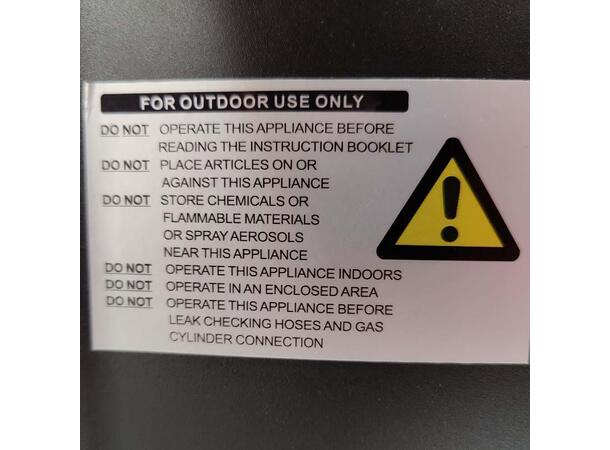 FOR OUTDOOR USE ONLY
DO NOT OPERATE THIS APPLIANCE BEFORE
READING THE INSTRUCTION BOOKLET
DO NOT PLACE ARTICLES ON OR
AGAINST THIS APPLIANCE
DO NOT STORE CHEMICALS OR
FLAMMABLE MATERIALS
OR SPRAY AEROSOLS
NEAR THIS APPLIANCE
DO NOT OPERATE THIS APPLIANCE INDOORS
DO NOT OPERATE IN AN ENCLOSED AREA
DO NOT OPERATE THIS APPLIANCE BEFORE
LEAK CHECKING HOSES AND GAS
CYLINDER CONNECTION